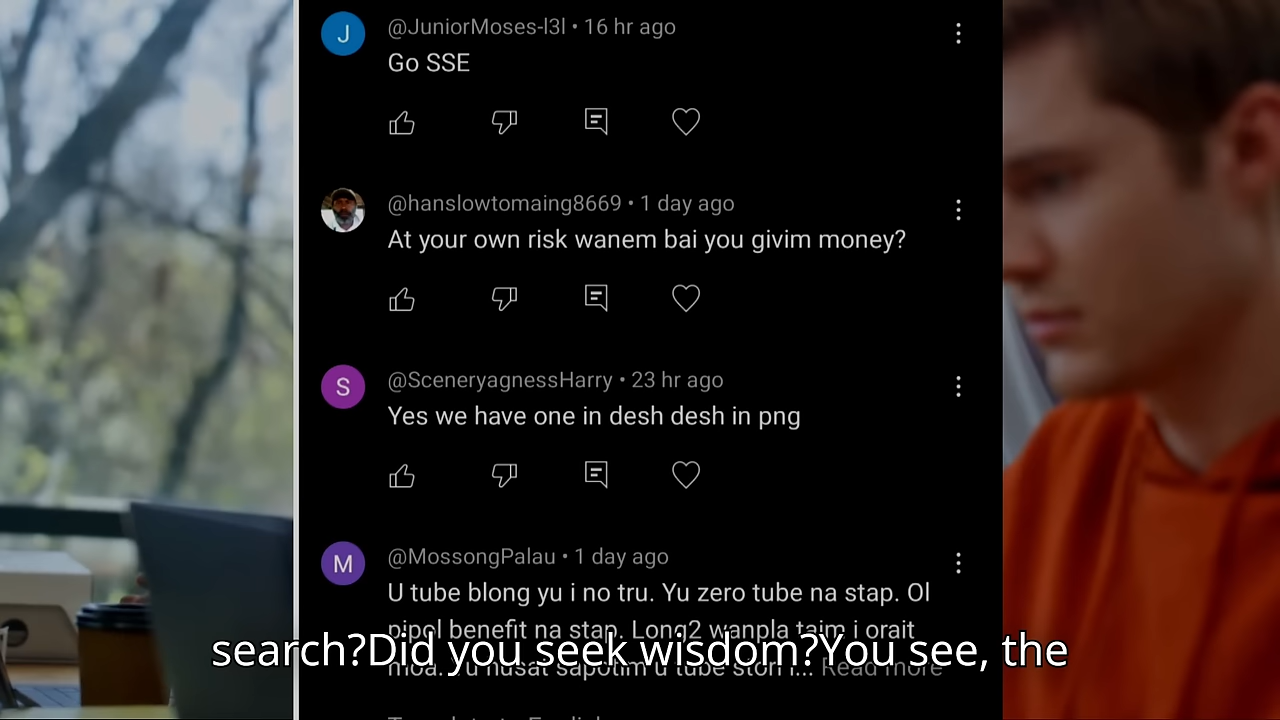 J @JuniorMoses-l3l • 16 hr ago
Go SSE
@hanslowtomaing8669 • 1 day ago
At your own risk wanem bai you givim money?
S @SceneryagnessHarry • 23 hr ago
Yes we have one in desh desh in png
M @MossongPalau • 1 day ago
U tube blong yu i no tru. Yu zero tube na stap. Ol
pipol benefit na stap. Long2 wanpla taim i orait
sapotim u tube stori i... Read more
search?Did you seek wisdom?You see, the